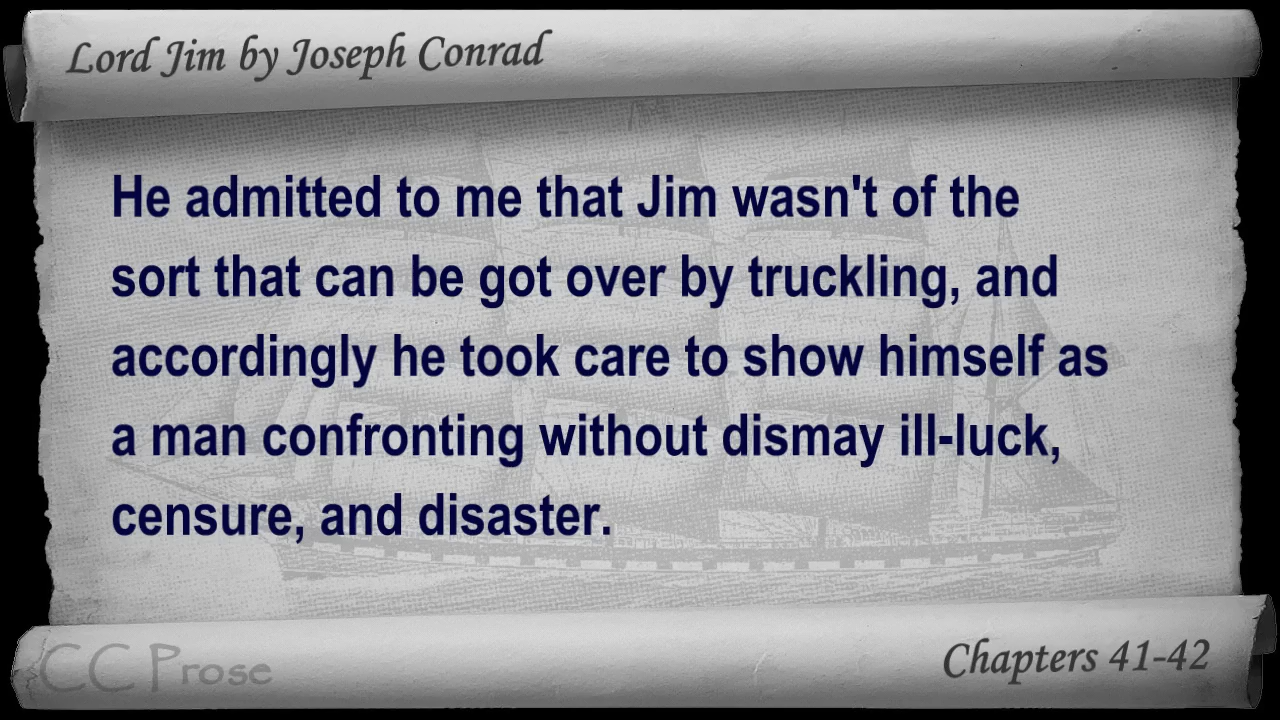 Lord Jim by Joseph Conrad
He admitted to me that Jim wasn't of the
sort that can be got over by truckling, and
accordingly he took care to show himself as
a man confronting without dismay ill-luck,
censure, and disaster.
CC Prose
Chapters 41-42